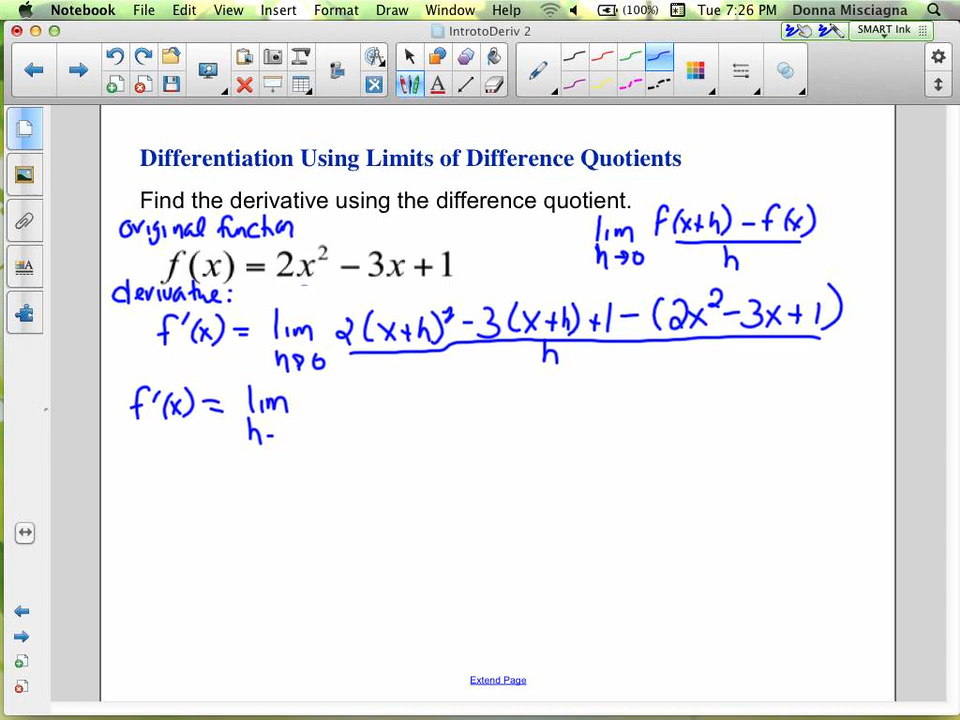 Notebook File Edit View Insert Format Draw Window Help (100%) Tue 7:26 PM Donna Misciagna
IntrotoDeriv 2
SMART Ink
Differentiation Using Limits of Difference Quotients
Find the derivative using the difference quotient.
original function
lim h→0 f(x+h) - f(x) / h
f(x) = 2x² − 3x + 1
derivative:
f'(x) = lim h→0 2(x+h)² - 3(x+h) + 1 - (2x² - 3x + 1) / h
f'(x) = lim h-
Extend Page